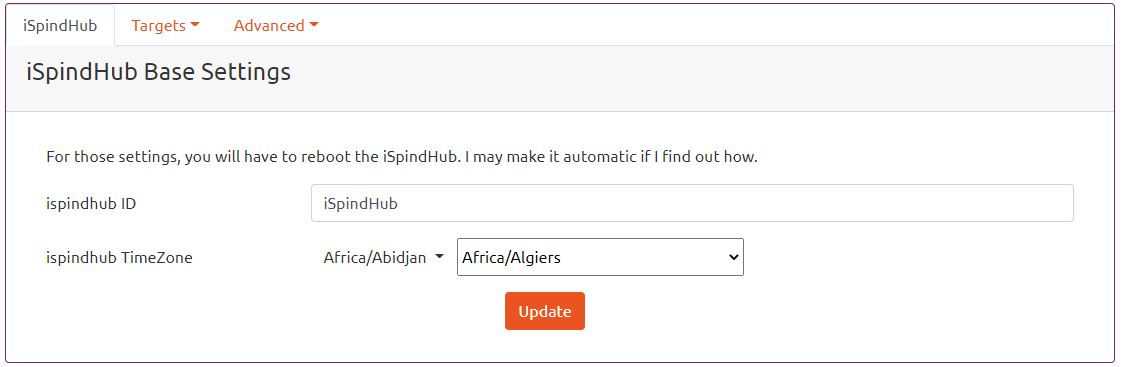 iSpindHub Targets Advanced
iSpindHub Base Settings
For those settings, you will have to reboot the iSpindHub. I may make it automatic if I find out how.
ispindhub ID iSpindHub
ispindhub TimeZone Africa/Abidjan Africa/Algiers
Update